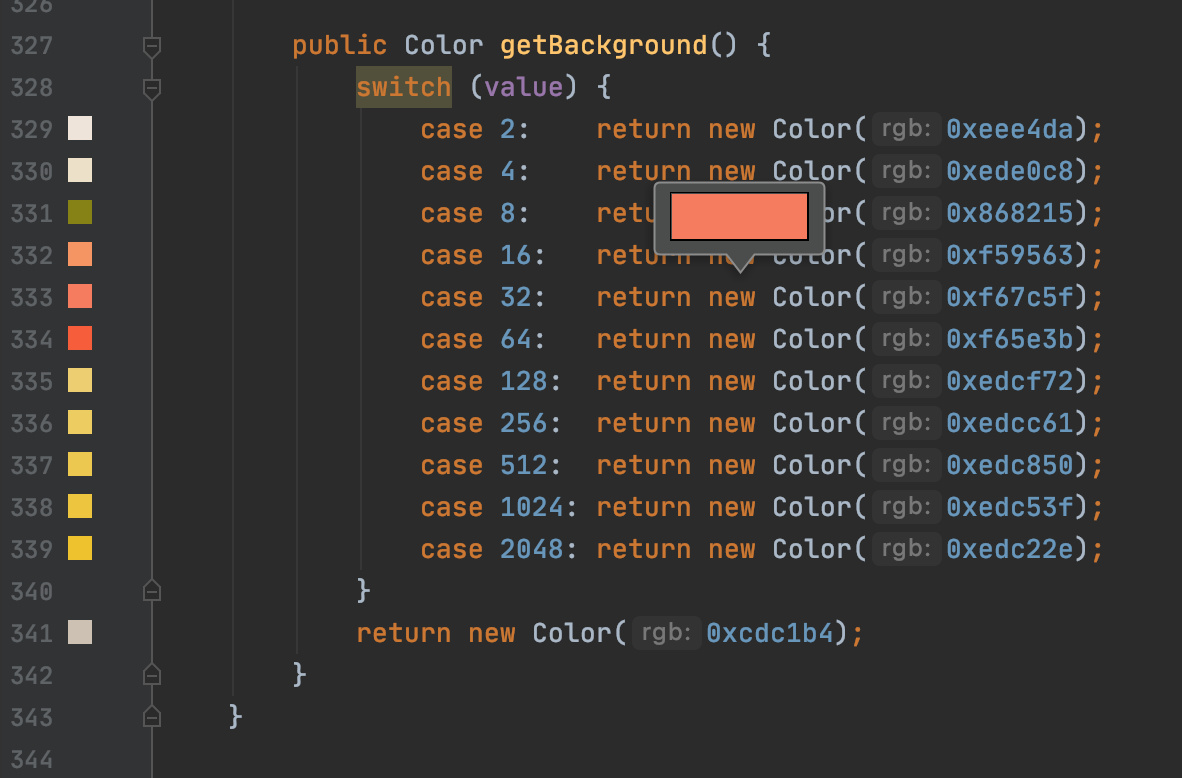 326
327 public Color getBackground() {
328 switch (value) {
329 case 2: return new Color( rgb: 0xeee4da);
330 case 4: return new Color( rgb: 0xede0c8);
331 case 8: rgb: 0x868215);
332 case 16: return new Color( rgb: 0xf59563);
333 case 32: return new Color( rgb: 0xf67c5f);
334 case 64: return new Color( rgb: 0xf65e3b);
335 case 128: return new Color( rgb: 0xedcf72);
336 case 256: return new Color( rgb: 0xedcc61);
337 case 512: return new Color( rgb: 0xedc850);
338 case 1024: return new Color( rgb: 0xedc53f);
339 case 2048: return new Color( rgb: 0xedc22e);
340 }
341 return new Color( rgb: 0xcdc1b4);
342 }
343 }
344